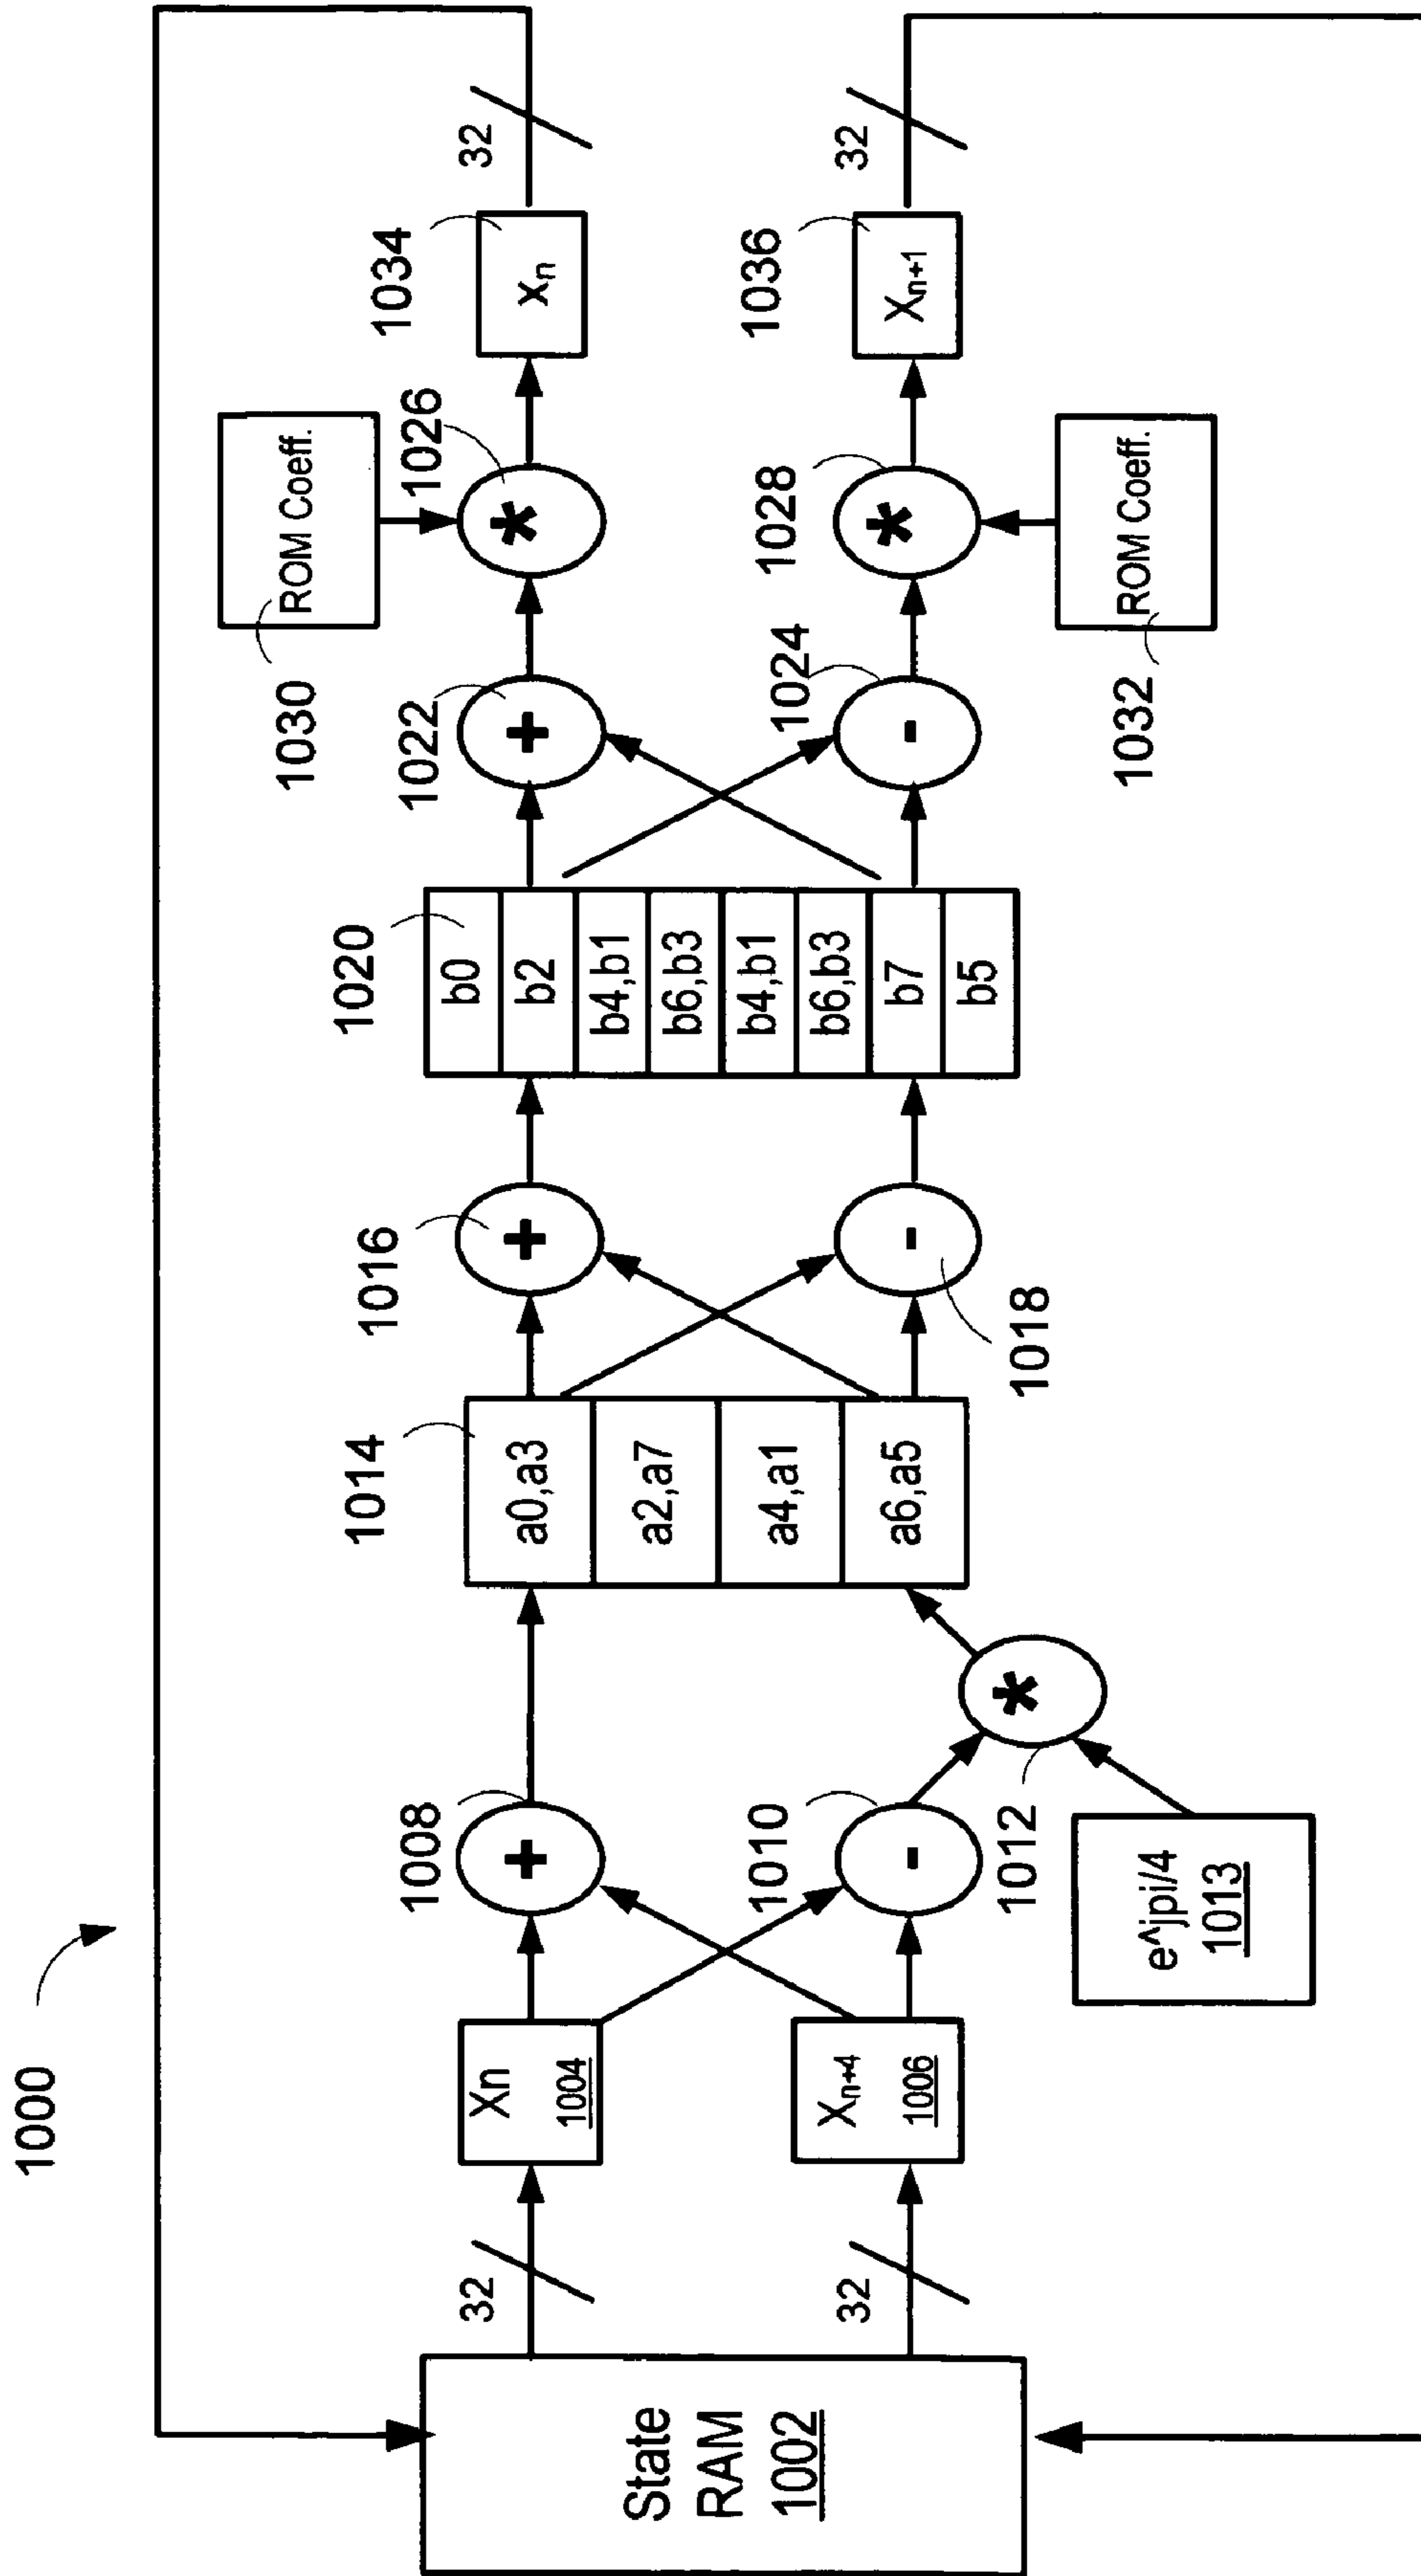 1000
State
RAM
1002
32
32
Xn
1004
Xn+4
1006
1008
+
1010
-
1012
*
e^jpi/4
1013
1014
a0,a3
a2,a7
a4,a1
a6,a5
1016
+
1018
-
1020
b0
b2
b4,b1
b6,b3
b4,b1
b6,b3
b7
b5
1022
+
1024
-
1030
ROM Coeff.
1026
*
1028
*
1032
ROM Coeff.
1034
xn
1036
Xn+1
32
32